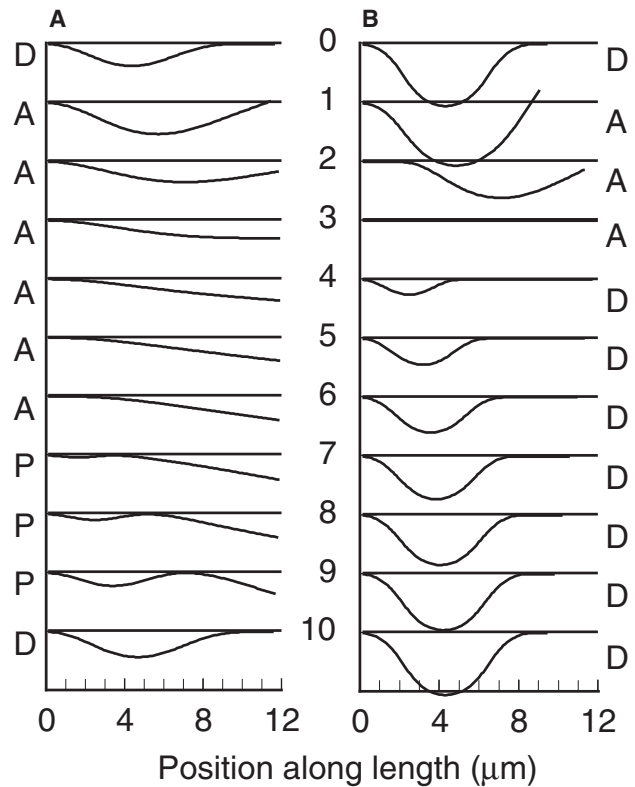 A B
D 0 D
A 1 A
A 2 A
A 3 A
A 4 D
A 5 D
A 6 D
P 7 D
P 8 D
P 9 D
D 10 D
0 4 8 12 0 4 8 12
Position along length (μm)